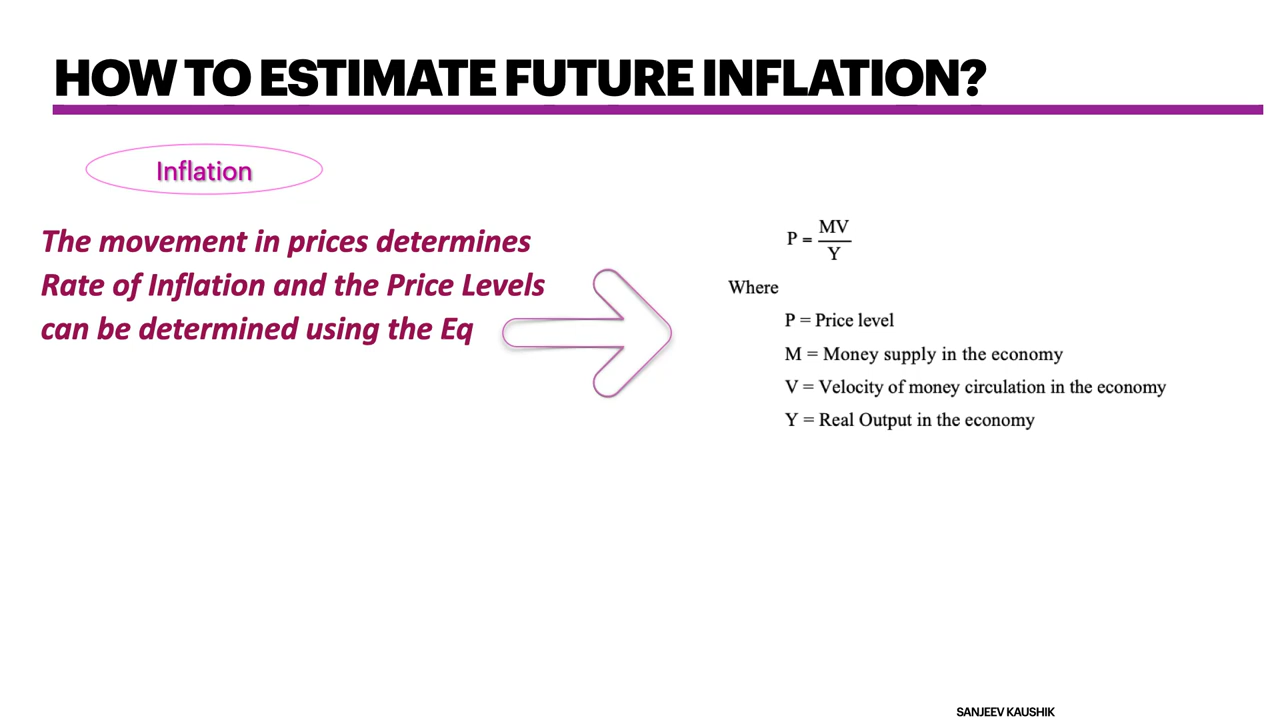 HOW TO ESTIMATE FUTURE INFLATION?
Inflation
The movement in prices determines
Rate of Inflation and the Price Levels
can be determined using the Eq
P = MV
Y
Where
P = Price level
M = Money supply in the economy
V = Velocity of money circulation in the economy
Y = Real Output in the economy
SANJEEV KAUSHIK